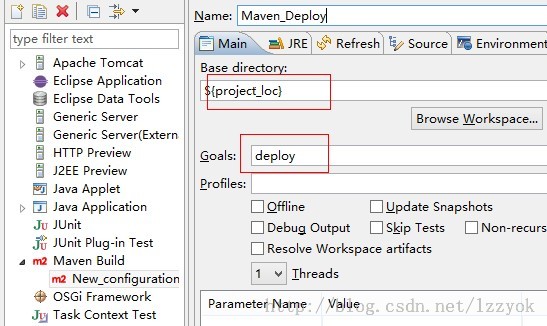 type filter text
Apache Tomcat
Eclipse Application
Eclipse Data Tools
Generic Server
Generic Server(Extern
HTTP Preview
J2EE Preview
Java Applet
Java Application
JUnit
JUnit Plug-in Test
Maven Build
New_configuration
OSGi Framework
Task Context Test
Name: Maven_Deploy
Main JRE Refresh Source Environment
Base directory:
${project_loc}
Browse Workspace...
Goals: deploy
Profiles:
Offline Update Snapshots
Debug Output Skip Tests Non-recurs
Resolve Workspace artifacts
1 Threads
Parameter Name Value
http://blog.csdn.net/lzzyok